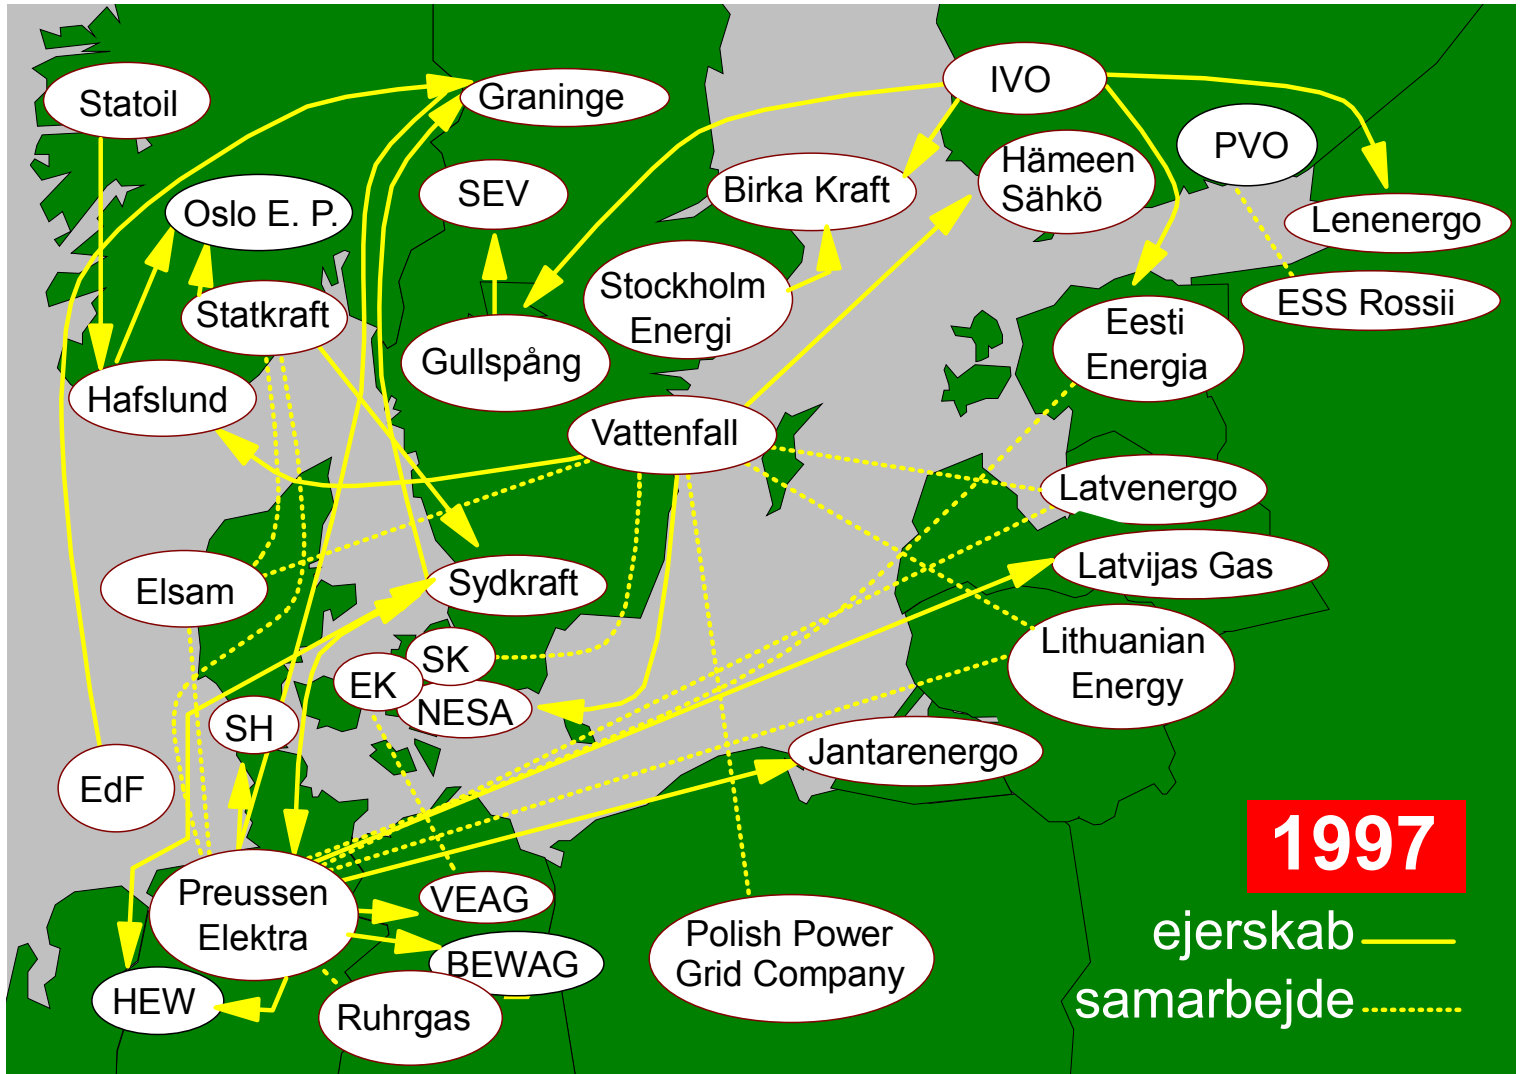 Statoil
Graninge
IVO
PVO
Hämeen
Sähkö
SEV
Birka Kraft
Oslo E. P.
Lenenergo
Stockholm
Energi
Statkraft
ESS Rossii
Eesti
Energia
Gullspång
Hafslund
Vattenfall
Latvenergo
Latvijas Gas
Elsam
Sydkraft
Lithuanian
Energy
SK
EK
NESA
SH
Jantarenergo
EdF
1997
Preussen
Elektra
VEAG
Polish Power
Grid Company
ejerskab
BEWAG
HEW
Ruhrgas
samarbejde